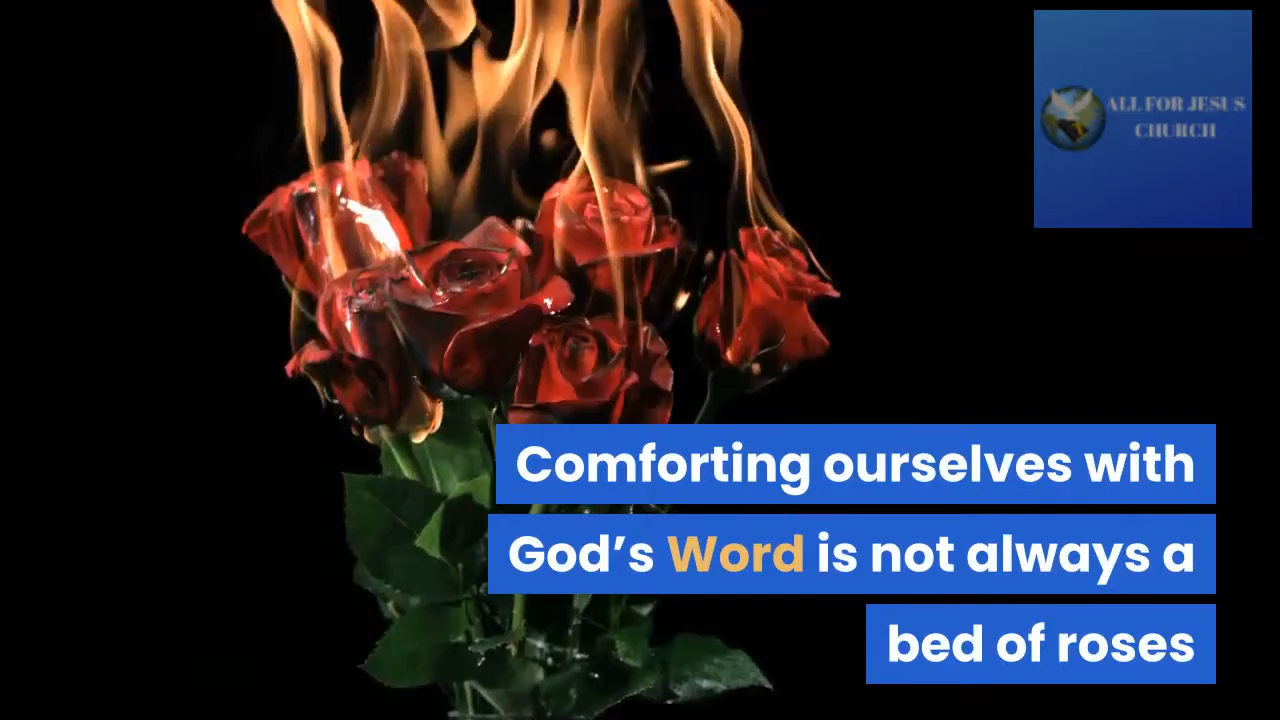 ALL FOR JESUS
CHURCH
Comforting ourselves with
God’s Word is not always a
bed of roses